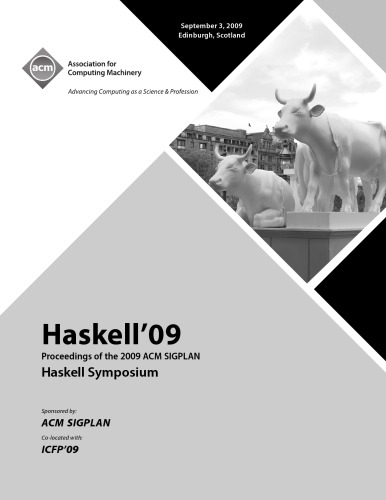 September 3, 2009
Edinburgh, Scotland
acm
Association for
Computing Machinery
Advancing Computing as a Science & Profession
Haskell’09
Proceedings of the 2009 ACM SIGPLAN
Haskell Symposium
Sponsored by:
ACM SIGPLAN
Co-located with:
ICFP’09